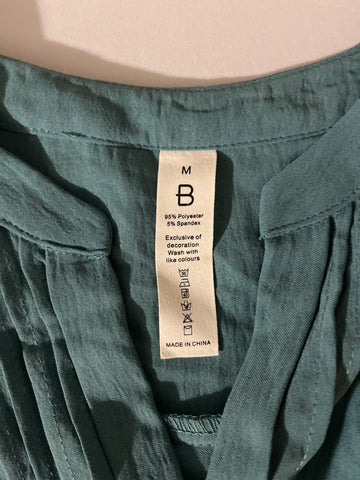 M
B
95% Polyester
5% Spandex
Exclusive of
decoration
Wash with
like colours
MADE IN CHINA